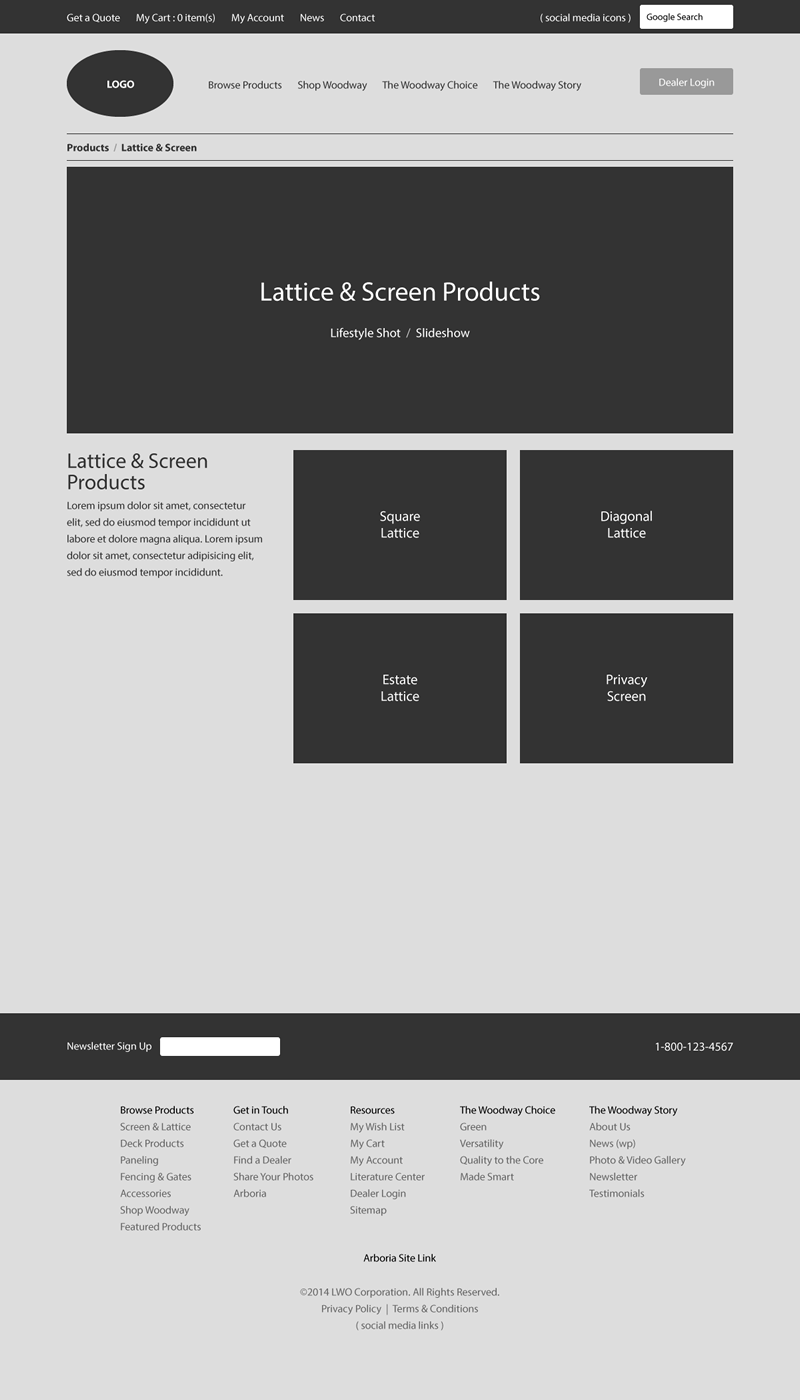 Get a Quote My Cart : 0 item(s) My Account News Contact ( social media icons ) Google Search
LOGO
Browse Products Shop Woodway The Woodway Choice The Woodway Story Dealer Login
Products / Lattice & Screen
Lattice & Screen Products
Lifestyle Shot / Slideshow
Lattice & Screen
Products
Lorem ipsum dolor sit amet, consectetur
elit, sed do eiusmod tempor incididunt ut
labore et dolore magna aliqua. Lorem ipsum
dolor sit amet, consectetur adipisicing elit,
sed do eiusmod tempor incididunt.
Square
Lattice
Diagonal
Lattice
Estate
Lattice
Privacy
Screen
Newsletter Sign Up 1-800-123-4567
Browse Products
Screen & Lattice
Deck Products
Paneling
Fencing & Gates
Accessories
Shop Woodway
Featured Products
Get in Touch
Contact Us
Get a Quote
Find a Dealer
Share Your Photos
Arboria
Resources
My Wish List
My Cart
My Account
Literature Center
Dealer Login
Sitemap
The Woodway Choice
Green
Versatility
Quality to the Core
Made Smart
The Woodway Story
About Us
News (wp)
Photo & Video Gallery
Newsletter
Testimonials
Arboria Site Link
©2014 LWO Corporation. All Rights Reserved.
Privacy Policy | Terms & Conditions
( social media links )